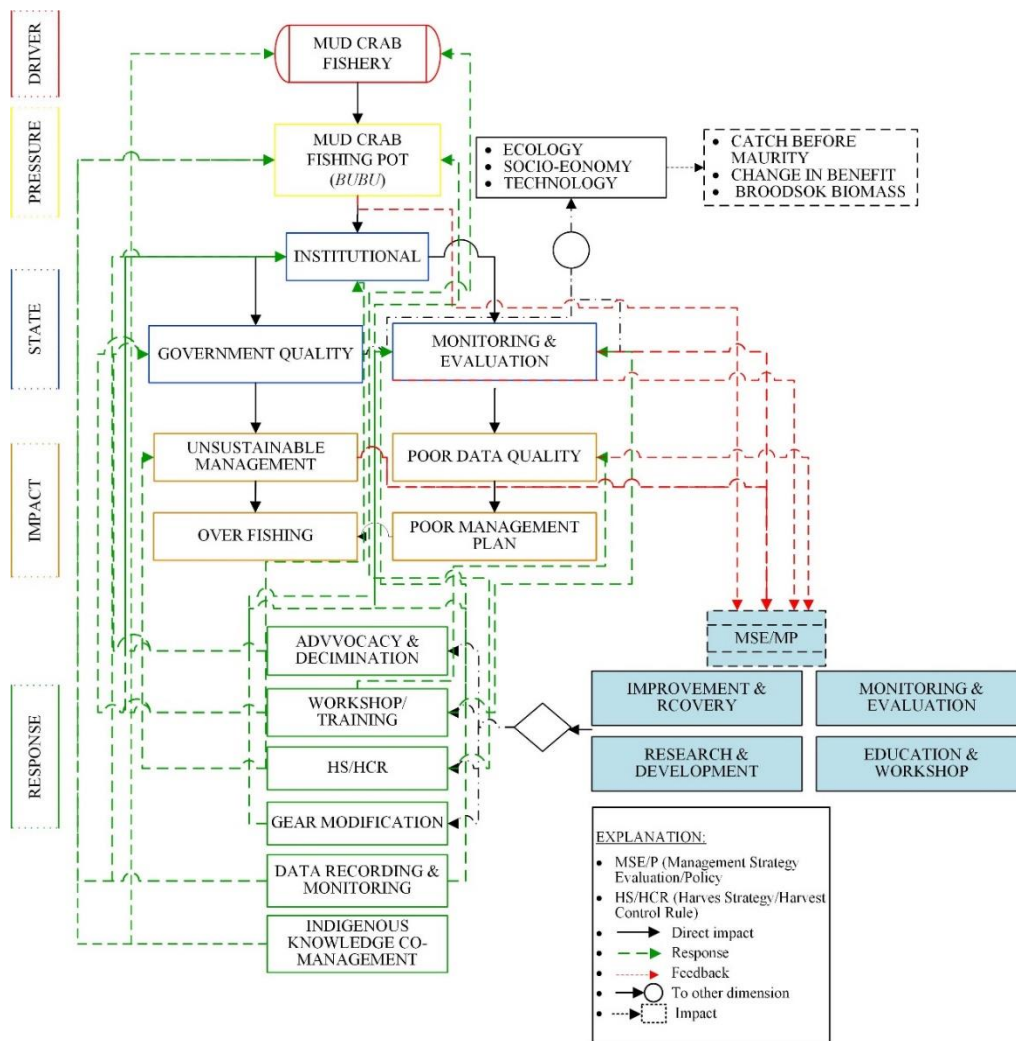 DRIVER
MUD CRAB
FISHERY
PRESSURE
MUD CRAB
FISHING POT
(BUBU)
• ECOLOGY
• SOCIO-EONOMY
• TECHNOLOGY
• CATCH BEFORE
MAURITY
• CHANGE IN BENEFIT
• BROODSOK BIOMASS
STATE
INSTITUTIONAL
GOVERNMENT QUALITY
MONITORING &
EVALUATION
IMPACT
UNSUSTAINABLE
MANAGEMENT
POOR DATA QUALITY
OVER FISHING
POOR MANAGEMENT
PLAN
RESPONSE
ADVVOCACY &
DECIMINATION
WORKSHOP/
TRAINING
HS/HCR
GEAR MODIFICATION
DATA RECORDING &
MONITORING
INDIGENOUS
KNOWLEDGE CO-
MANAGEMENT
MSE/MP
IMPROVEMENT &
RCOVERY
MONITORING &
EVALUATION
RESEARCH &
DEVELOPMENT
EDUCATION &
WORKSHOP
EXPLANATION:
• MSE/P (Management Strategy
Evaluation/Policy
• HS/HCR (Harves Strategy/Harvest
Control Rule)
• Direct impact
• Response
• Feedback
• To other dimension
• Impact